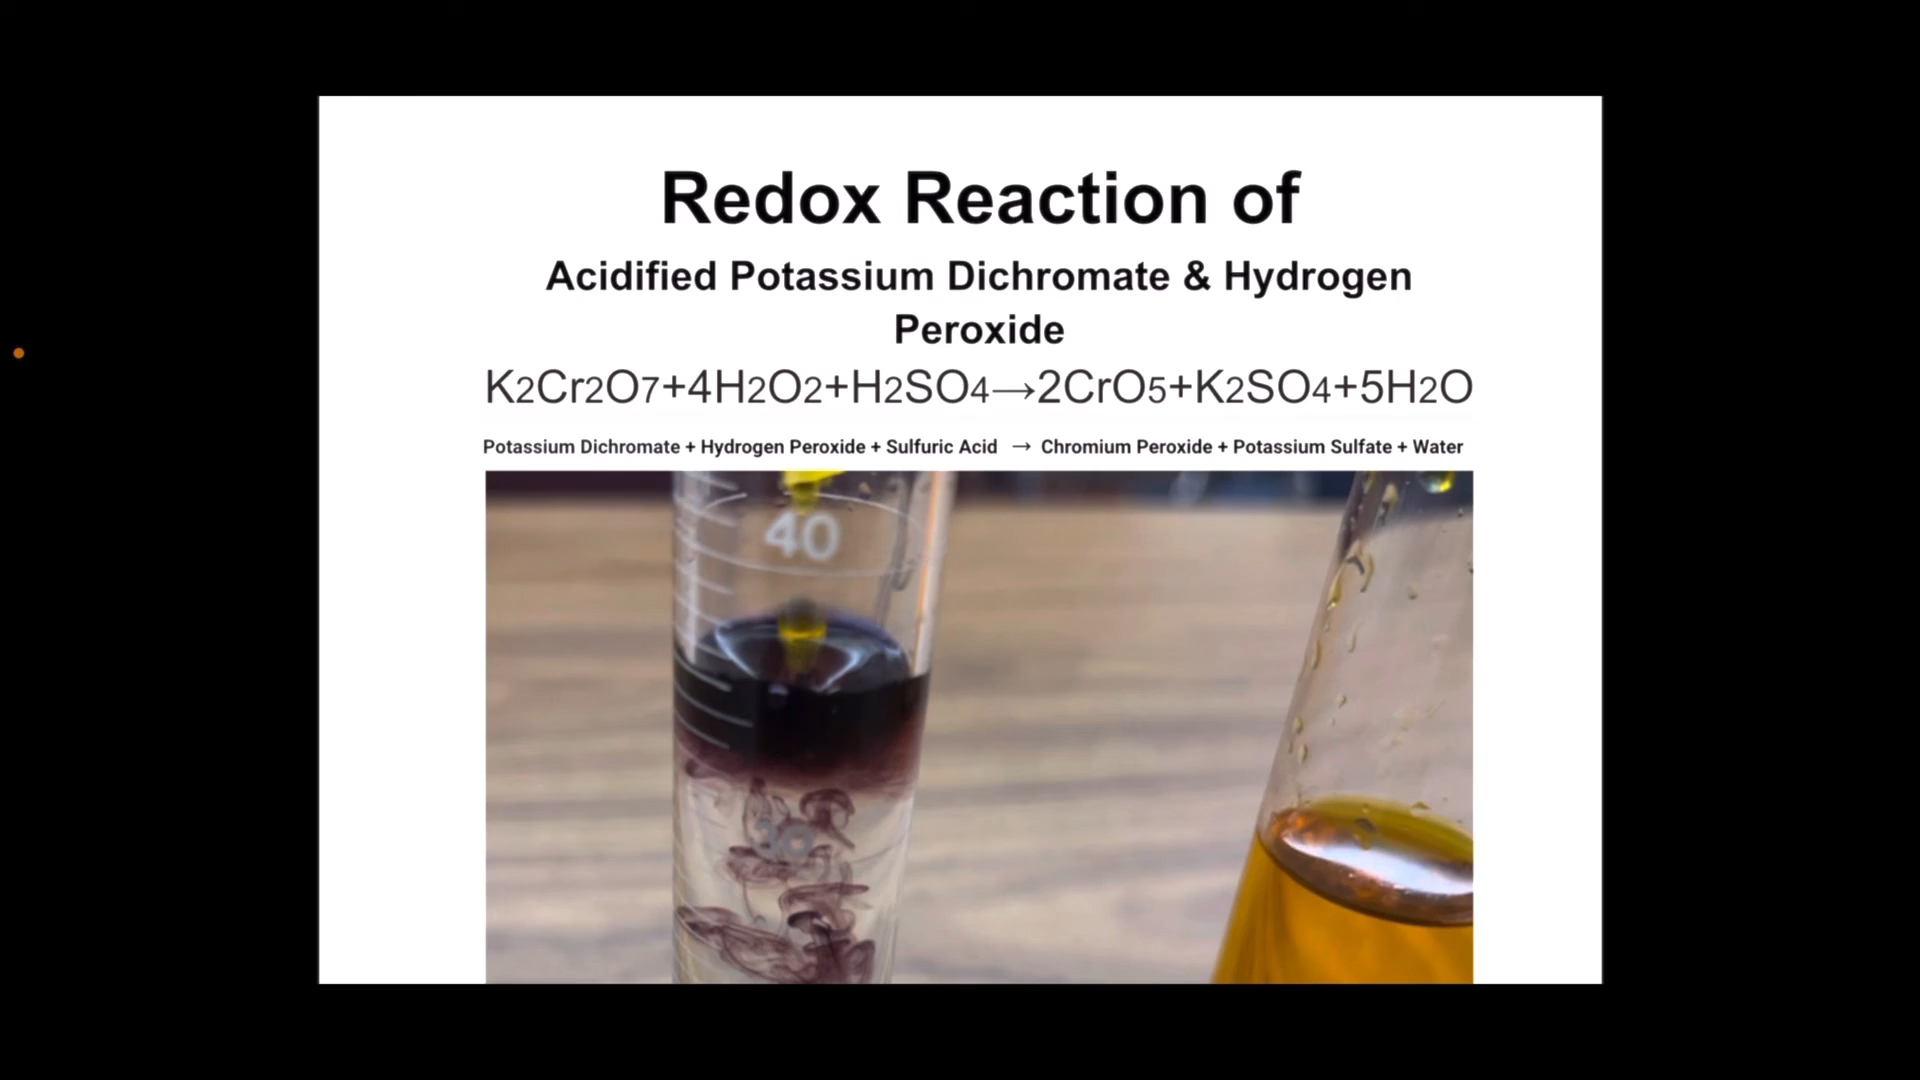 Redox Reaction of
Acidified Potassium Dichromate & Hydrogen
Peroxide
K2Cr2O7+4H2O2+H2SO4→2CrO5+K2SO4+5H2O
Potassium Dichromate + Hydrogen Peroxide + Sulfuric Acid → Chromium Peroxide + Potassium Sulfate + Water
40
30